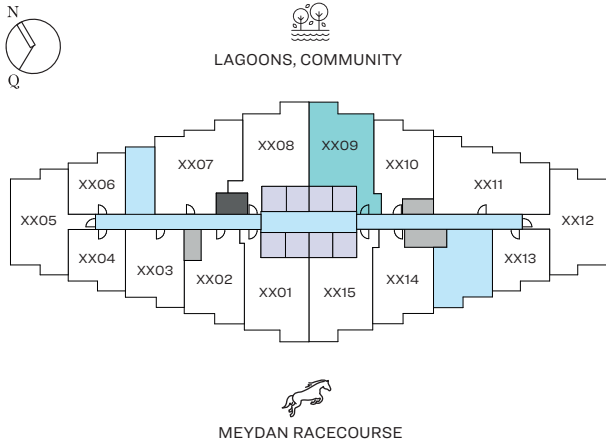 N
Q
LAGOONS, COMMUNITY
XX08
XX09
XX07
XX10
XX06
XX11
XX05
XX12
XX04
XX03
XX02
XX01
XX15
XX14
XX13
MEYDAN RACECOURSE